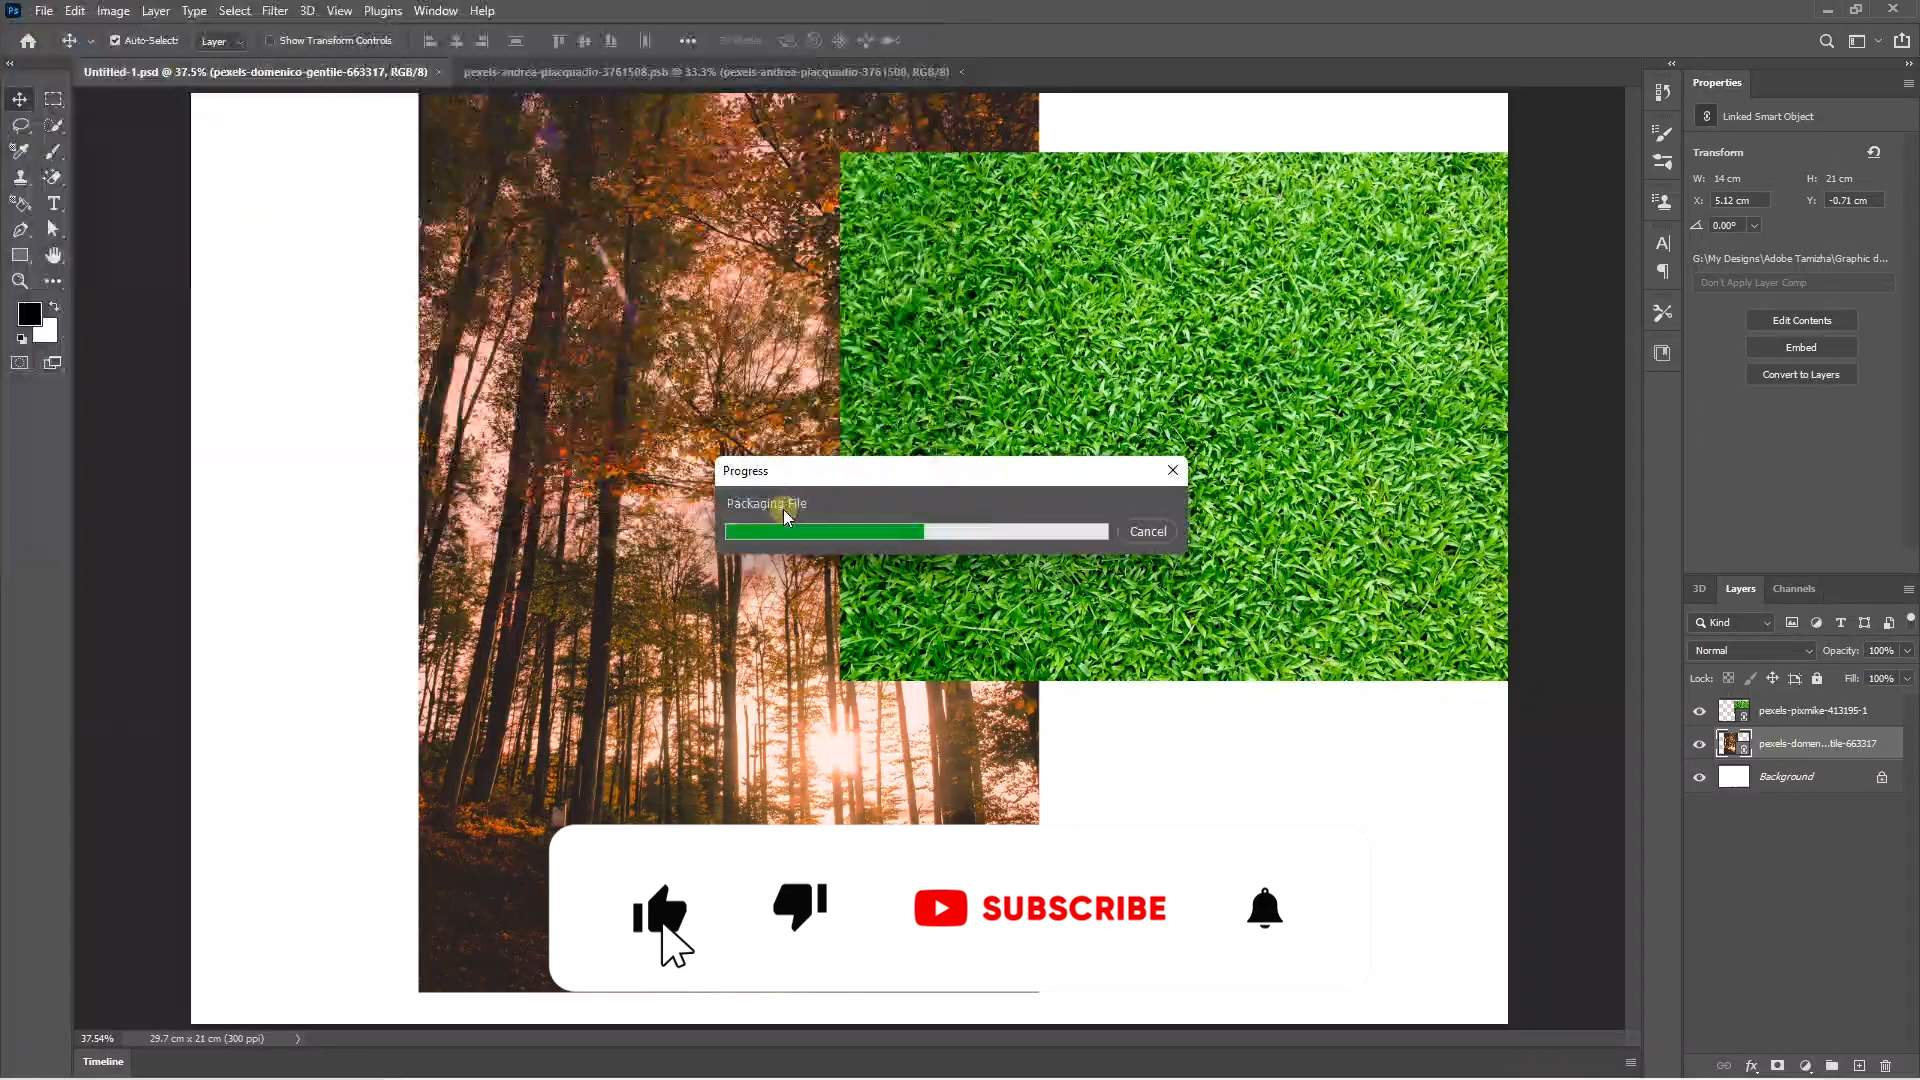 Ps File Edit Image Layer Type Select Filter 3D View Plugins Window Help
Auto-Select: Layer Show Transform Controls
Untitled-1.psd @ 37.5% (pexels-domenico-gentile-663317, RGB/8)
pexels-andrea-piacquadio-3761508.psb @ 33.3% (pexels-andrea-piacquadio-3761508, RGB/8)
Properties
Linked Smart Object
Transform
W: 14 cm H: 21 cm
X: 5.12 cm Y: -0.71 cm
0.00°
G:\My Designs\Adobe Tamizha\Graphic d...
Don't Apply Layer Comp
Edit Contents
Embed
Convert to Layers
Progress
Packaging File
Cancel
3D Layers Channels
Kind
Normal Opacity: 100%
Lock: Fill: 100%
pexels-pixmike-413195-1
pexels-domen...tile-663317
Background
SUBSCRIBE
37.54% 29.7 cm x 21 cm (300 ppi)
Timeline